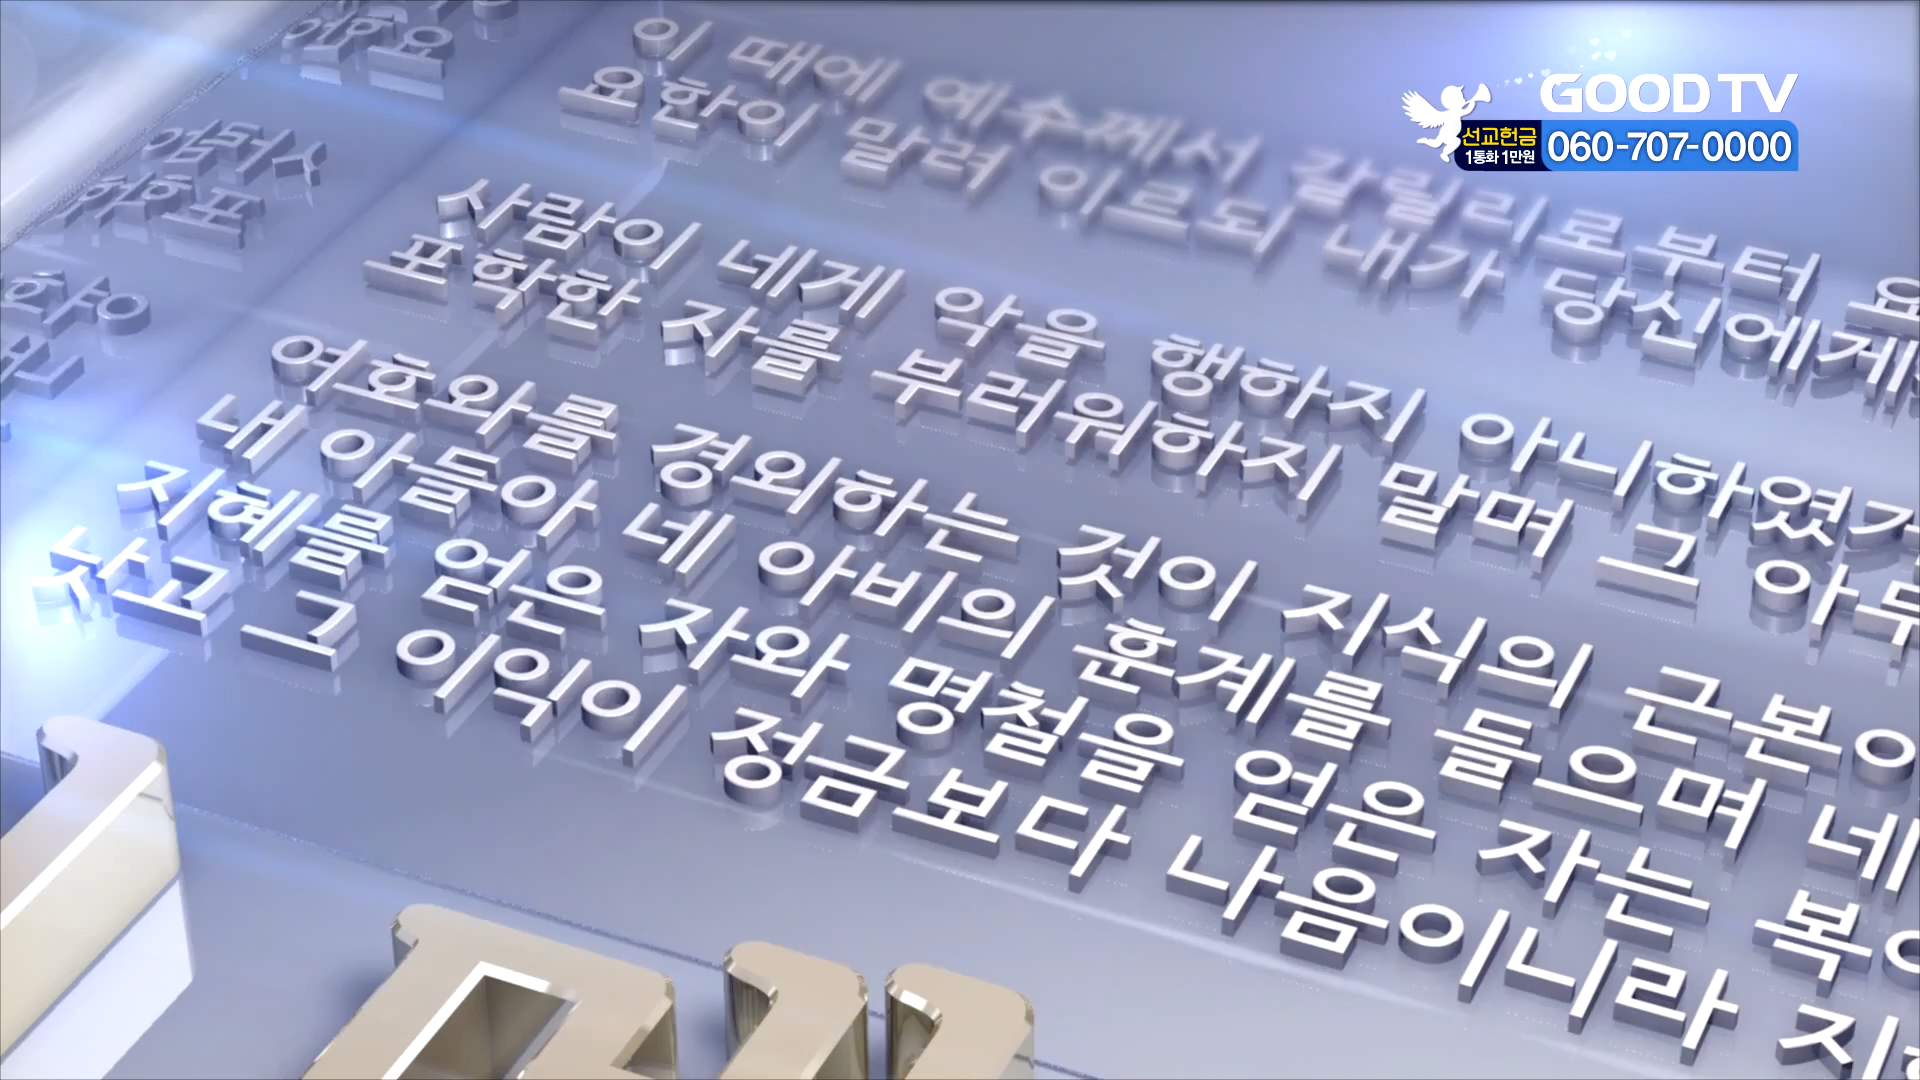 GOOD TV
선교헌금
1통화 1만원
060-707-0000
이 때에 예수께서 갈릴리로부터 요
요한이 말려 이르되 내가 당신에게
사람이 네게 악을 행하지 아니하였거
포학한 자를 부러워하지 말며 그 아무
여호와를 경외하는 것이 지식의 근본이
내 아들아 네 아비의 훈계를 들으며 네
지혜를 얻은 자와 명철을 얻은 자는 복이
낫고 그 이익이 정금보다 나음이니라 지